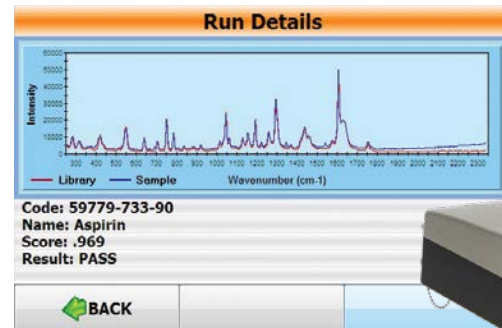 Run Details
60000
50000
40000
30000
20000
10000
0
Intensity
300 400 500 600 700 800 900 1000 1100 1200 1300 1400 1500 1600 1700 1800 1900 2000 2100 2200 2300
Library Sample Wavenumber (cm-1)
Code: 59779-733-90
Name: Aspirin
Score: .969
Result: PASS
BACK